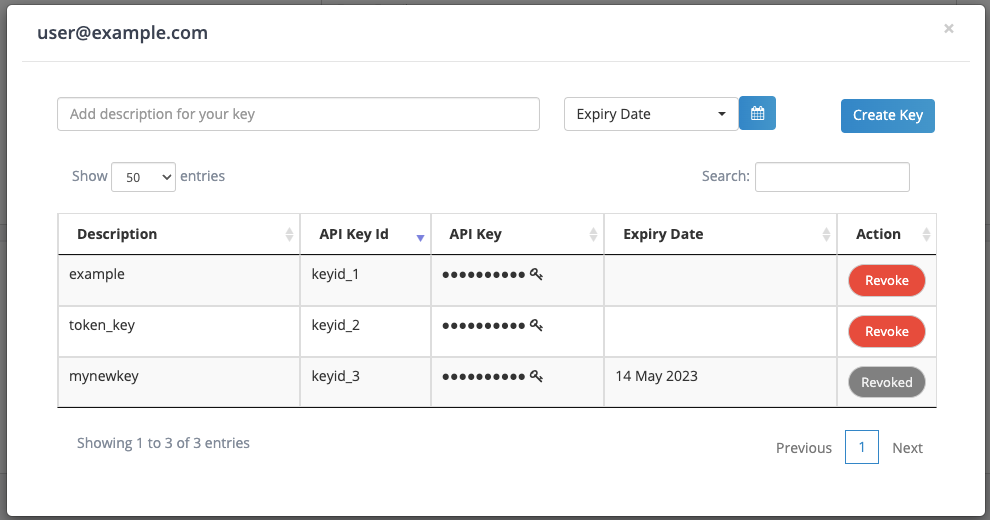 user@example.com ×
Add description for your key Expiry Date Create Key
Show 50 entries Search:
Description API Key Id API Key Expiry Date Action
example keyid_1 ●●●●●●●●●● Revoke
token_key keyid_2 ●●●●●●●●●● Revoke
mynewkey keyid_3 ●●●●●●●●●● 14 May 2023 Revoked
Showing 1 to 3 of 3 entries Previous 1 Next